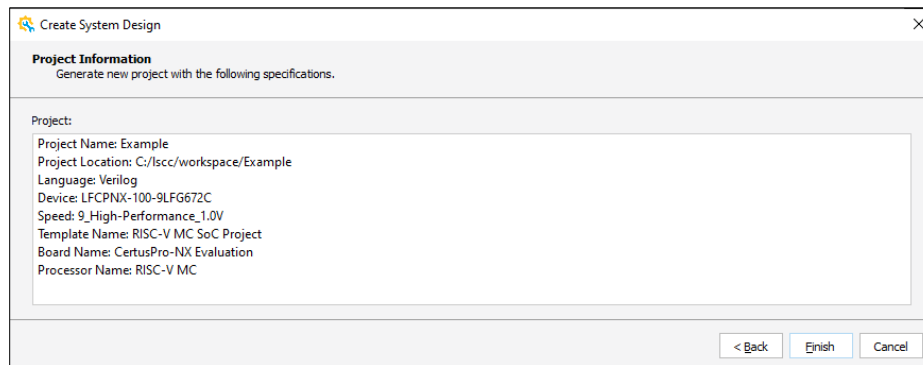 Create System Design
Project Information
Generate new project with the following specifications.
Project:
Project Name: Example
Project Location: C:/lscc/workspace/Example
Language: Verilog
Device: LFCPNX-100-9LFG672C
Speed: 9_High-Performance_1.0V
Template Name: RISC-V MC SoC Project
Board Name: CertusPro-NX Evaluation
Processor Name: RISC-V MC
< Back Finish Cancel